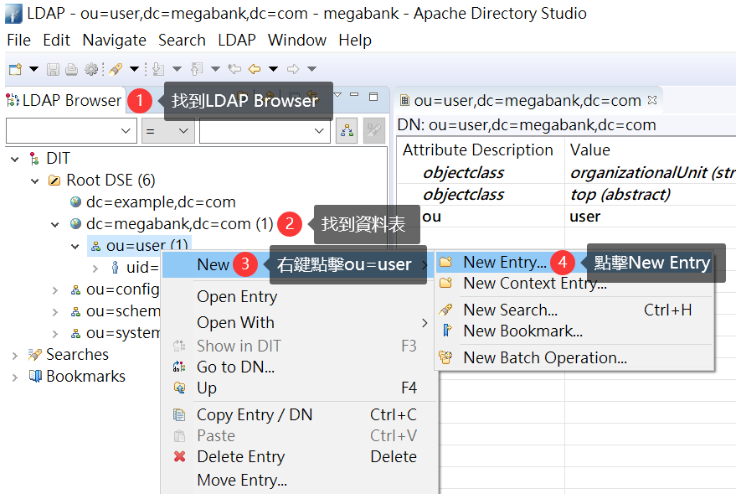 LDAP - ou=user,dc=megabank,dc=com - megabank - Apache Directory Studio
File Edit Navigate Search LDAP Window Help
LDAP Browser 1 找到LDAP Browser
ou=user,dc=megabank,dc=com
=
DN: ou=user,dc=megabank,dc=com
Attribute Description Value
objectclass organizationalUnit (str
objectclass top (abstract)
ou user
DIT
Root DSE (6)
dc=example,dc=com
dc=megabank,dc=com (1) 2 找到資料表
ou=user (1)
uid=
ou=config
ou=schem
ou=system
Searches
Bookmarks
New 3 右鍵點擊ou=user
Open Entry
Open With
Show in DIT F3
Go to DN...
Up F4
Copy Entry / DN Ctrl+C
Paste Ctrl+V
Delete Entry Delete
Move Entry...
New Entry... 4 點擊New Entry
New Context Entry...
New Search... Ctrl+H
New Bookmark...
New Batch Operation...